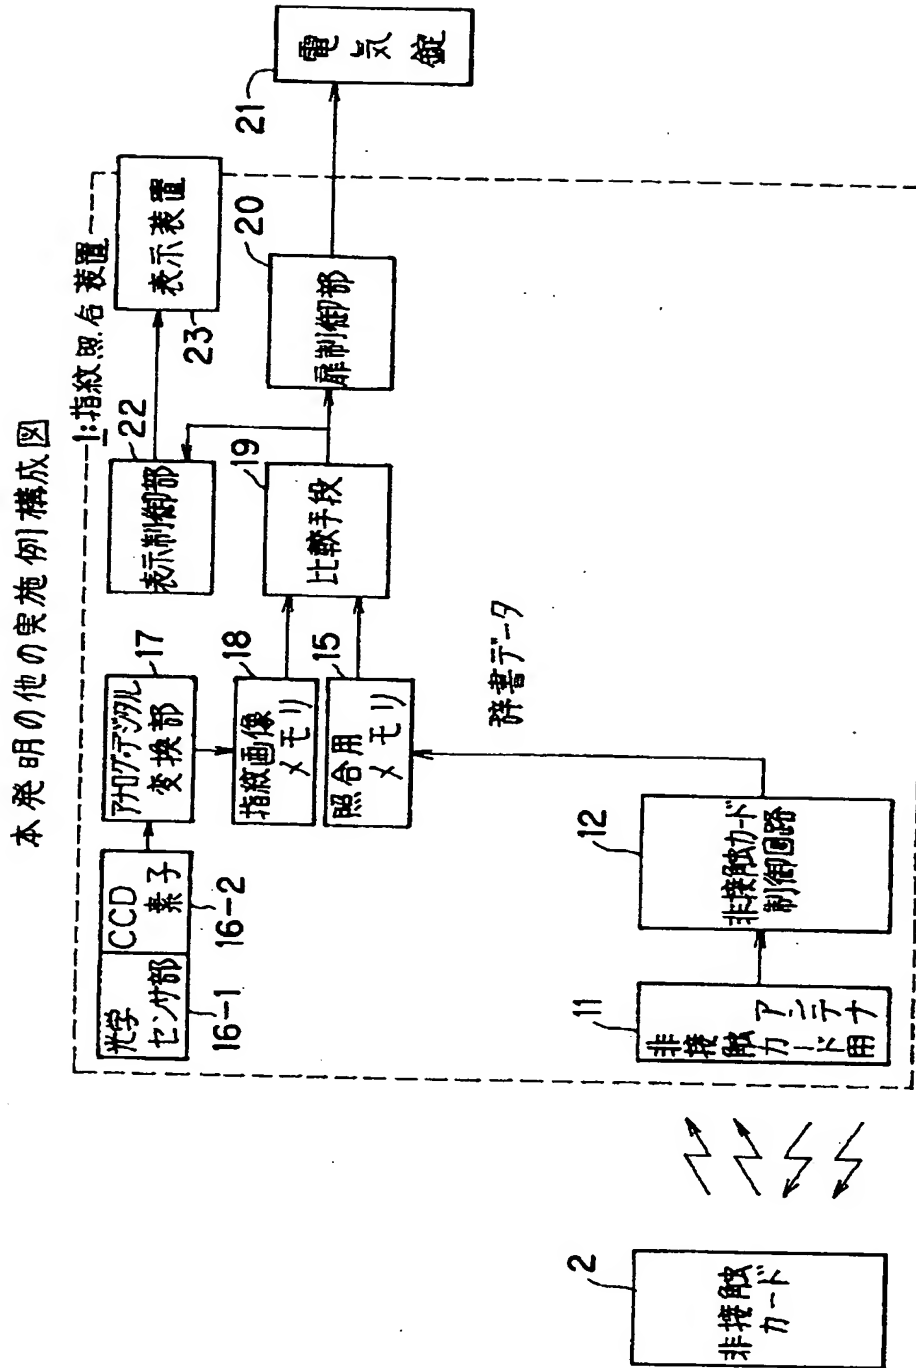 本発明の他の実施例構成図
1:指紋照合装置
光学
センサ部
16-1
CCD
素子
16-2
アナログ・デジタル
変換部
17
指紋画像
メモリ
18
照合用
メモリ
15
比較手段
19
表示制御部
22
表示装置
23
扉制御部
20
電気錠
21
辞書データ
非接触カード
制御回路
12
非接触カード用
アンテナ
11
非接触
カード
2